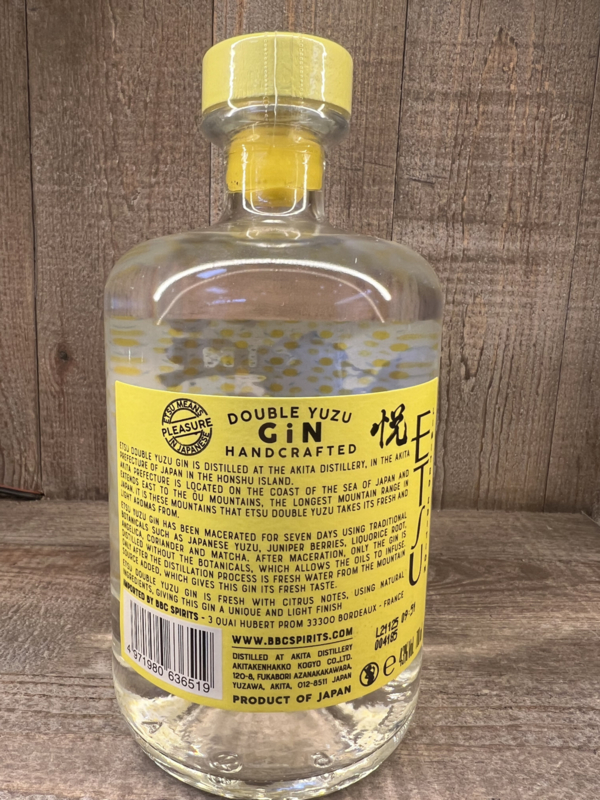 ETSU MEANS
PLEASURE
IN JAPANESE
DOUBLE YUZU
GiN
HANDCRAFTED
悦
ETSU
ETSU DOUBLE YUZU GIN IS DISTILLED AT THE AKITA DISTILLERY, IN THE AKITA
PREFECTURE OF JAPAN IN THE HONSHU ISLAND.
AKITA PREFECTURE IS LOCATED ON THE COAST OF THE SEA OF JAPAN AND
EXTENDS EAST TO THE ŌU MOUNTAINS, THE LONGEST MOUNTAIN RANGE IN
JAPAN. IT IS THESE MOUNTAINS THAT ETSU DOUBLE YUZU TAKES ITS FRESH AND
LIGHT AROMAS FROM.
ETSU YUZU GIN HAS BEEN MACERATED FOR SEVEN DAYS USING TRADITIONAL
BOTANICALS SUCH AS JAPANESE YUZU, JUNIPER BERRIES, LIQUORICE ROOT,
ANGELICA, CORIANDER AND MATCHA. AFTER MACERATION, ONLY THE GIN IS
DISTILLED WITHOUT THE BOTANICALS, WHICH ALLOWS THE OILS TO INFUSE.
ONLY AFTER THE DISTILLATION PROCESS IS FRESH WATER FROM THE MOUNTAIN
SOURCE ADDED, WHICH GIVES THIS GIN ITS FRESH TASTE.
ETSU DOUBLE YUZU GIN IS FRESH WITH CITRUS NOTES, USING NATURAL
INGREDIENTS, GIVING THIS GIN A UNIQUE AND LIGHT FINISH
IMPORTED BY BBC SPIRITS - 3 QUAI HUBERT PROM 33300 BORDEAUX - FRANCE
WWW.BBCSPIRITS.COM
DISTILLED AT AKITA DISTILLERY
AKITAKENHAKKO KOGYO CO.,LTD.
120-8, FUKABORI AZANAKAKAWARA,
YUZAWA, AKITA, 012-8511 JAPAN
PRODUCT OF JAPAN
4 971980 636519
L21125 09:31
004185
e